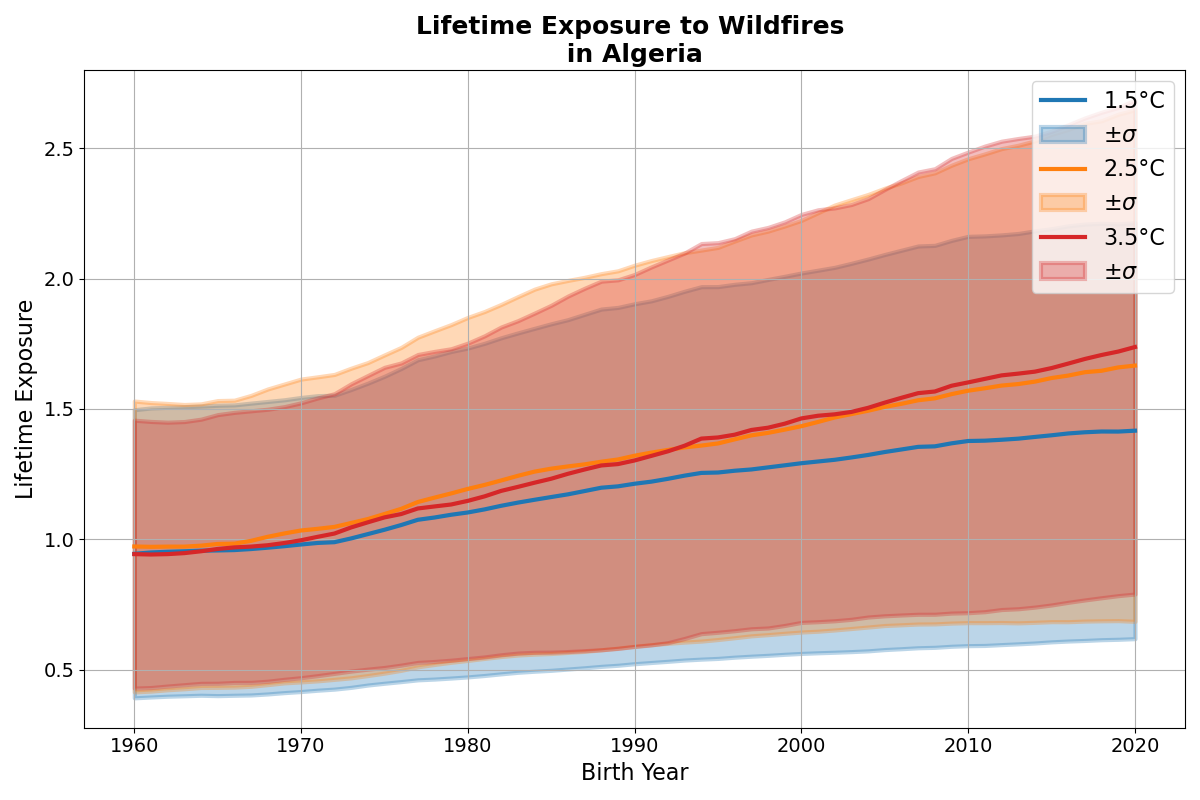 Lifetime Exposure to Wildfires
in Algeria
Lifetime Exposure
2.5
2.0
1.5
1.0
0.5
1960 1970 1980 1990 2000 2010 2020
Birth Year
1.5°C
±σ
2.5°C
±σ
3.5°C
±σ